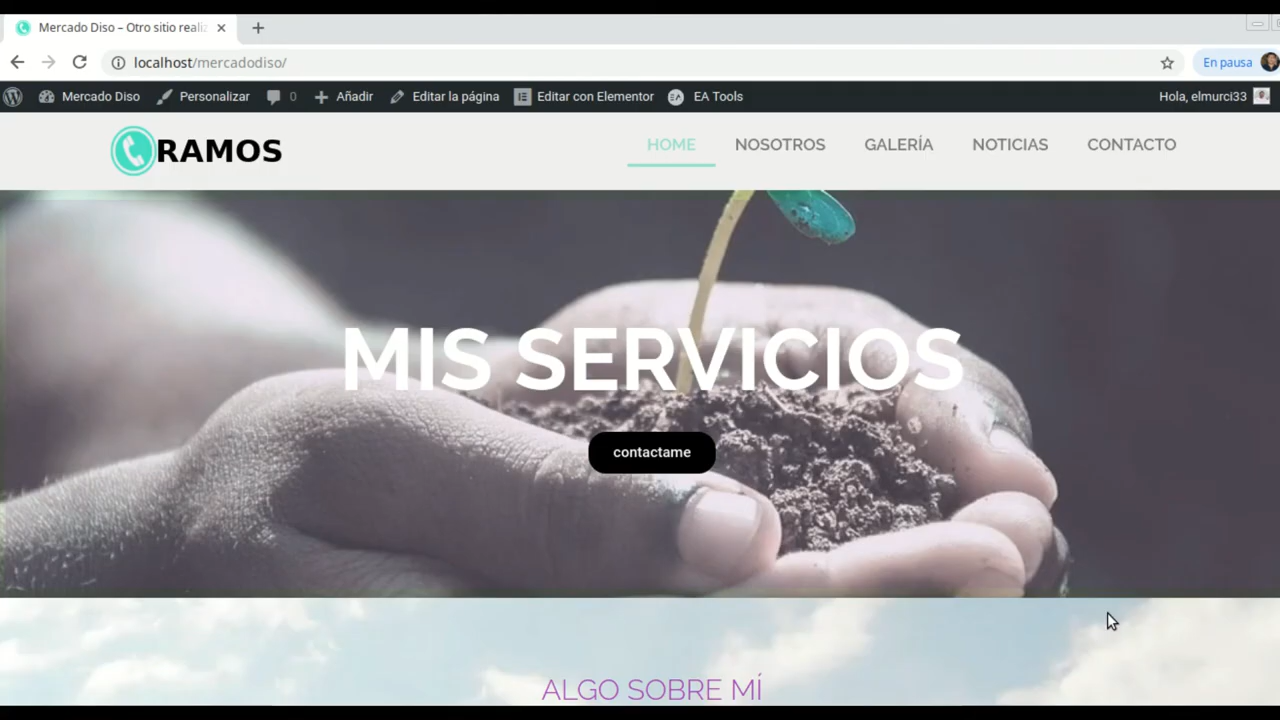 Mercado Diso – Otro sitio realiz
localhost/mercadodiso/
En pausa
Mercado Diso Personalizar 0 Añadir Editar la página Editar con Elementor EA EA Tools Hola, elmurci33
RAMOS HOME NOSOTROS GALERÍA NOTICIAS CONTACTO
MIS SERVICIOS
contactame
ALGO SOBRE MÍ